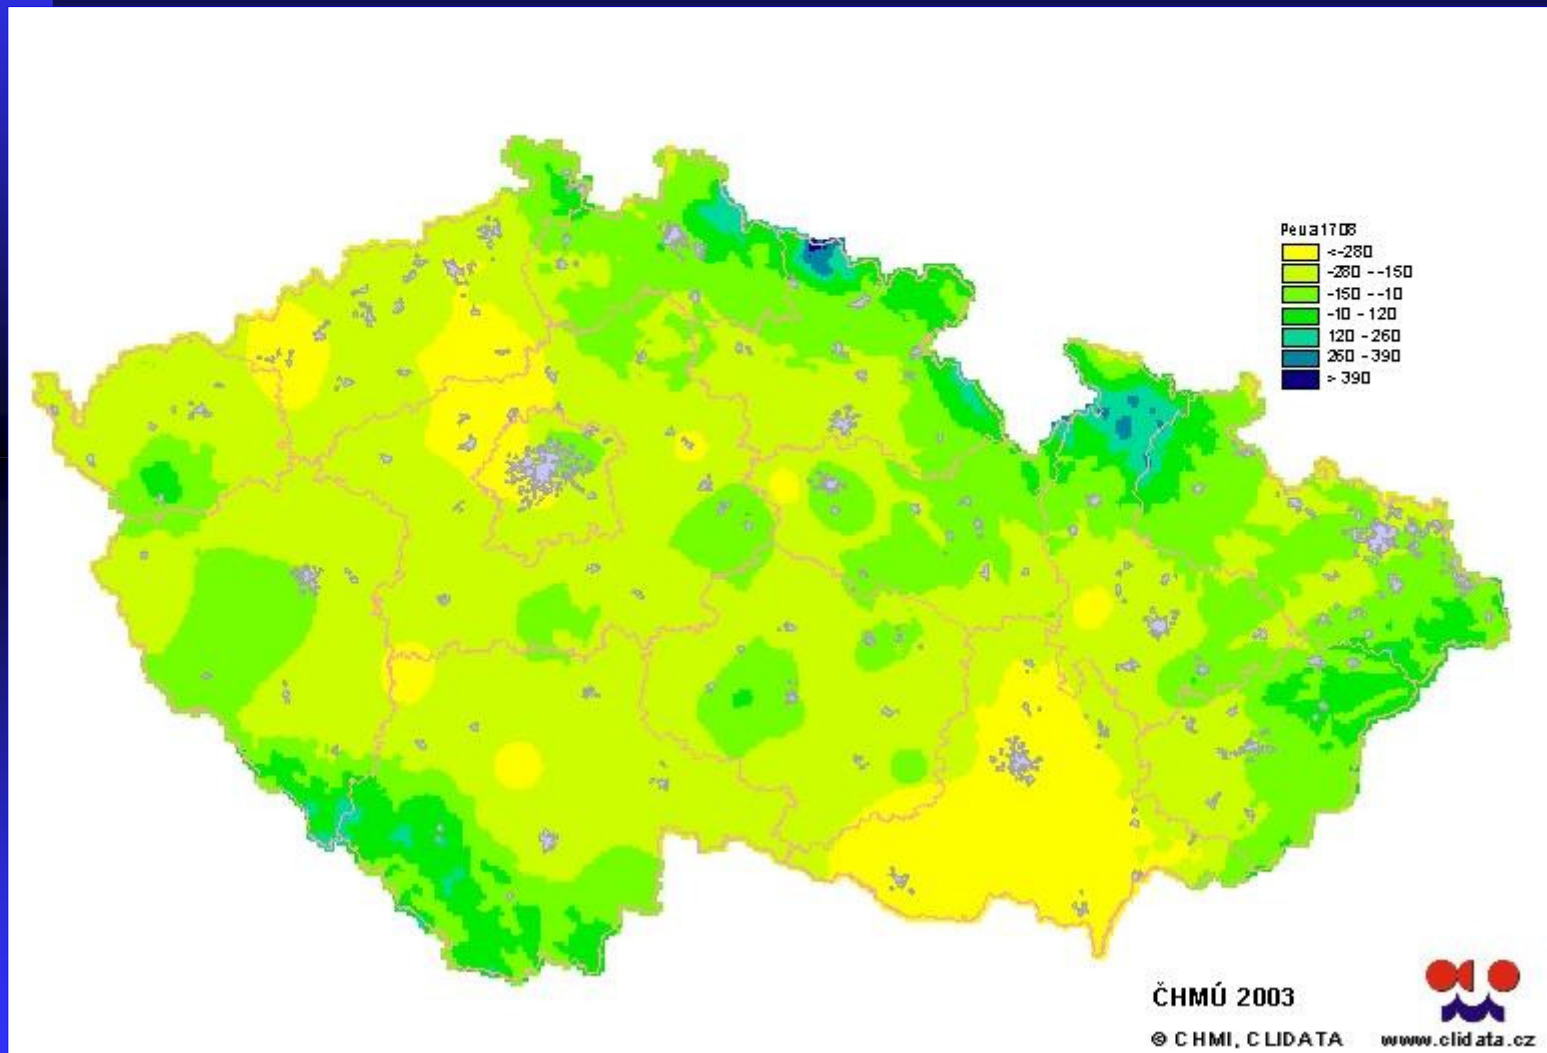 Peua1708
<-280
-280 --150
-150 --10
-10 - 120
120 - 260
260 - 390
> 390
ČHMÚ 2003
© CHMI, CLIDATA
www.clidata.cz